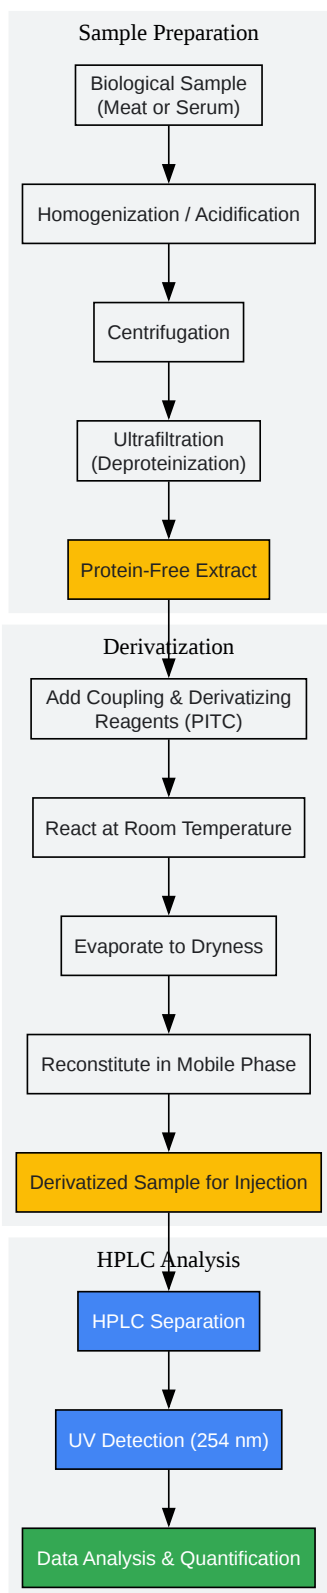 Sample Preparation
Biological Sample
(Meat or Serum)
Homogenization / Acidification
Centrifugation
Ultrafiltration
(Deproteinization)
Protein-Free Extract
Derivatization
Add Coupling & Derivatizing
Reagents (PITC)
React at Room Temperature
Evaporate to Dryness
Reconstitute in Mobile Phase
Derivatized Sample for Injection
HPLC Analysis
HPLC Separation
UV Detection (254 nm)
Data Analysis & Quantification